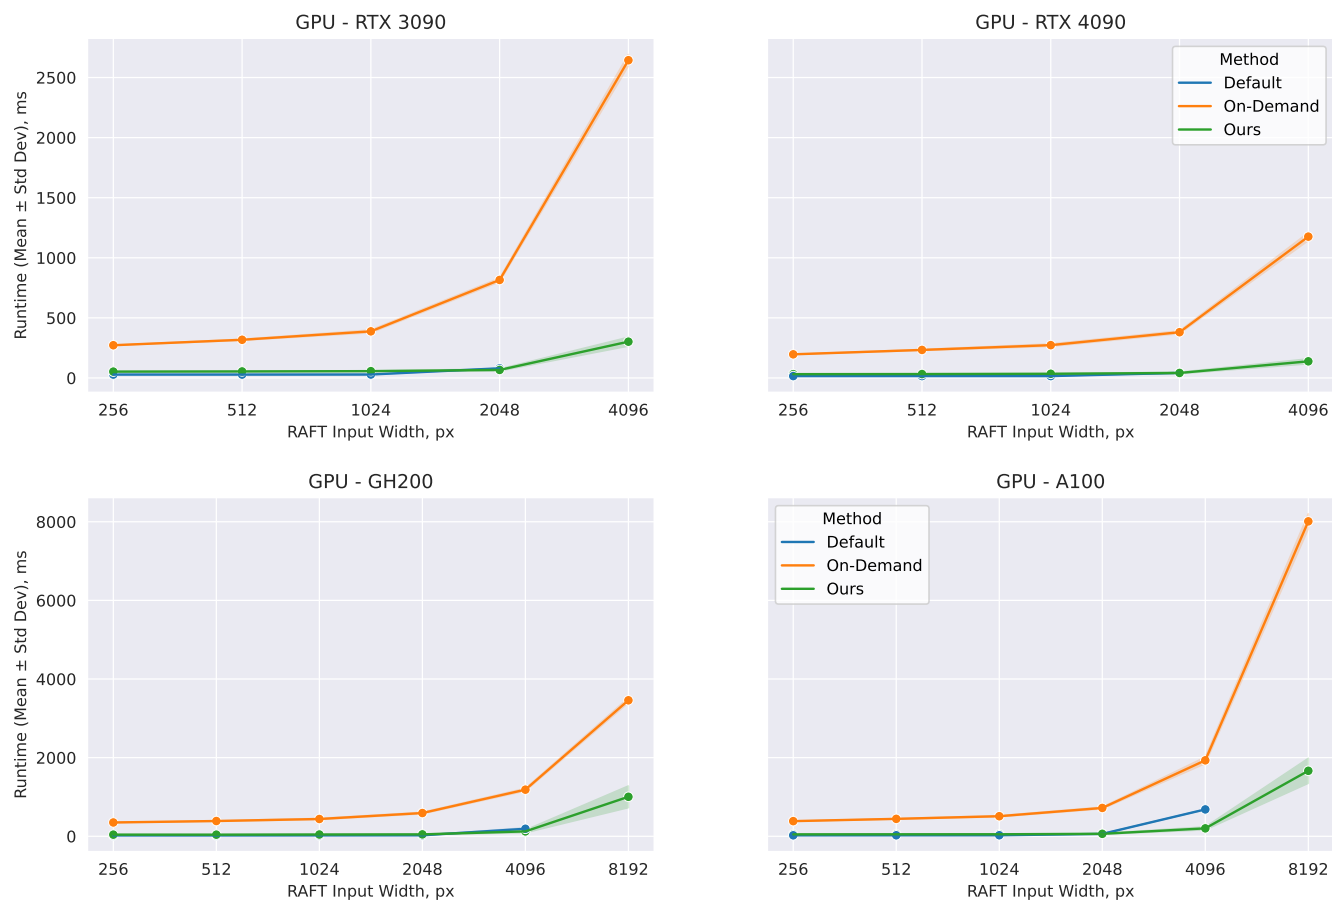 GPU - RTX 3090
Runtime (Mean ± Std Dev), ms
2500
2000
1500
1000
500
0
256 512 1024 2048 4096
RAFT Input Width, px
GPU - RTX 4090
Method
Default
On-Demand
Ours
256 512 1024 2048 4096
RAFT Input Width, px
GPU - GH200
Runtime (Mean ± Std Dev), ms
8000
6000
4000
2000
0
256 512 1024 2048 4096 8192
RAFT Input Width, px
GPU - A100
Method
Default
On-Demand
Ours
256 512 1024 2048 4096 8192
RAFT Input Width, px